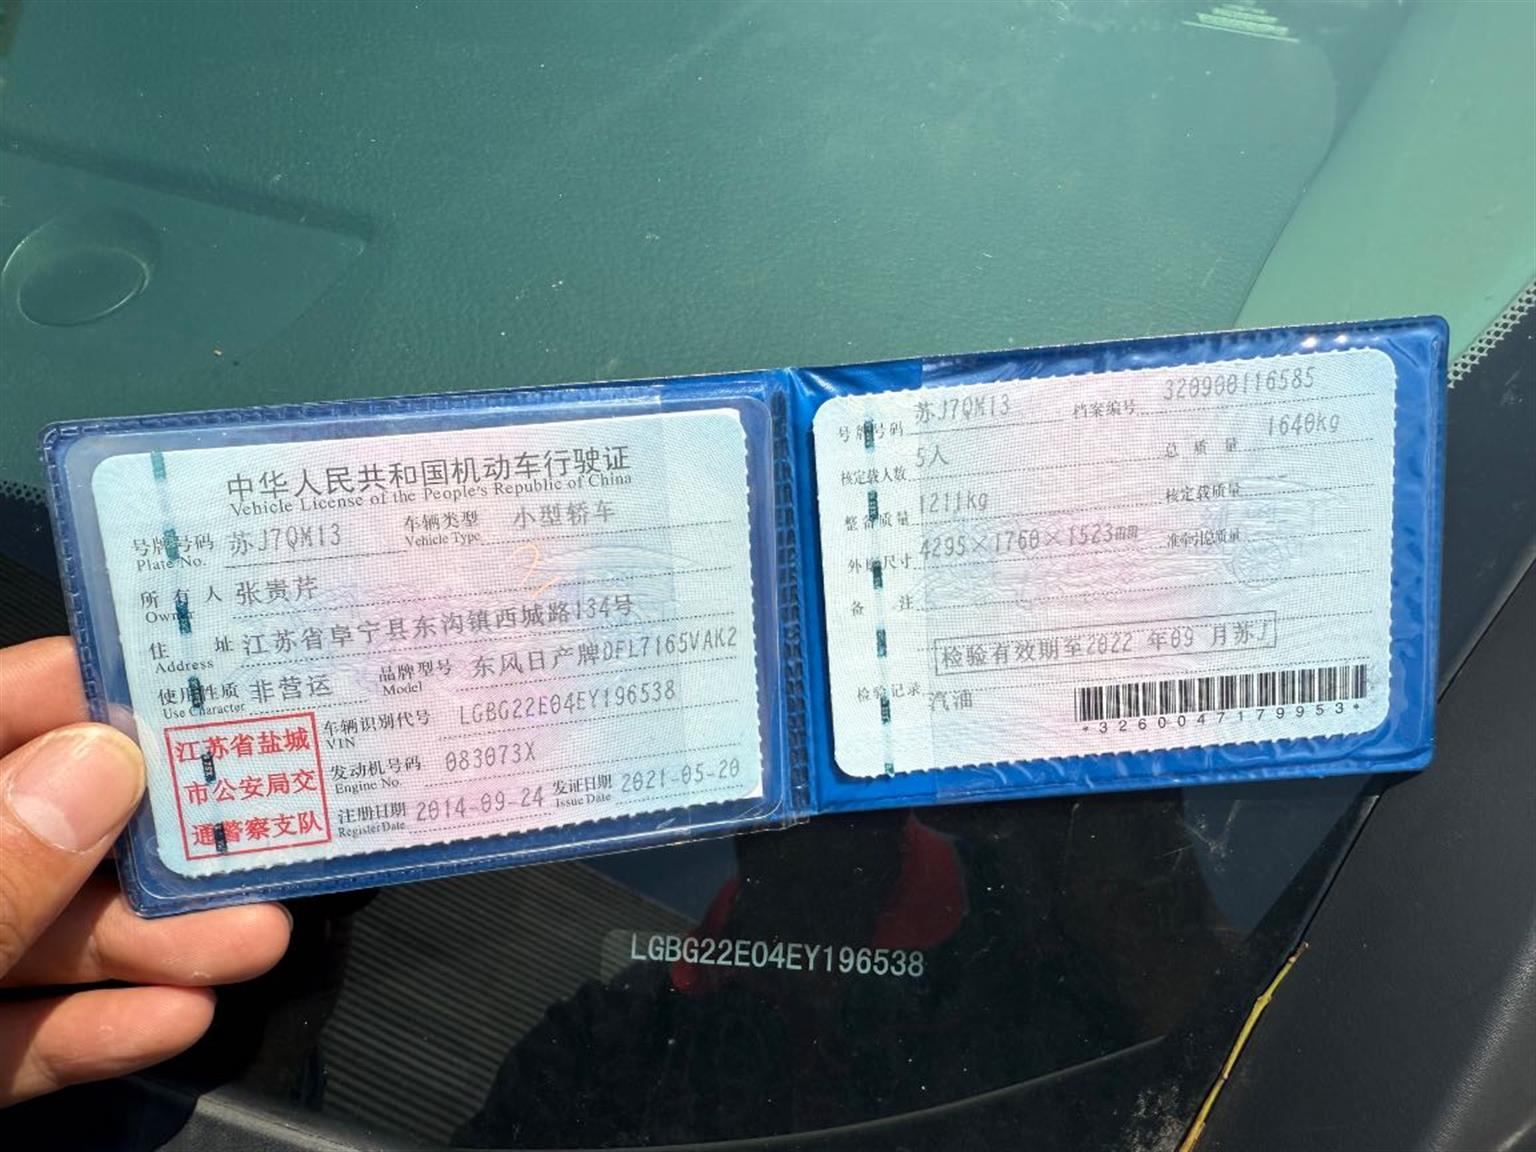 中华人民共和国机动车行驶证
Vehicle License of the People's Republic of China
号牌号码 苏J7QM13 车辆类型 小型轿车
Plate No. Vehicle Type
所有人 张贵芹
Owner
住址 江苏省阜宁县东沟镇西城路134号
Address
使用性质 非营运 品牌型号 东风日产牌DFL7165VAK2
Use Character Model
江苏省盐城
市公安局交
通警察支队
车辆识别代号 LGBG22E04EY196538
VIN
发动机号码 083073X
Engine No.
注册日期 2014-09-24 发证日期 2021-05-20
Register Date Issue Date
号牌号码 苏J7QM13 档案编号 320900116585
核定载人数 5人 总质量 1640kg
整备质量 1211kg 核定载质量
外廓尺寸 4295×1760×1523mm 准牵引总质量
备注
检验有效期至2022 年09 月苏J
检验记录 汽油
*3260047179953*
LGBG22E04EY196538